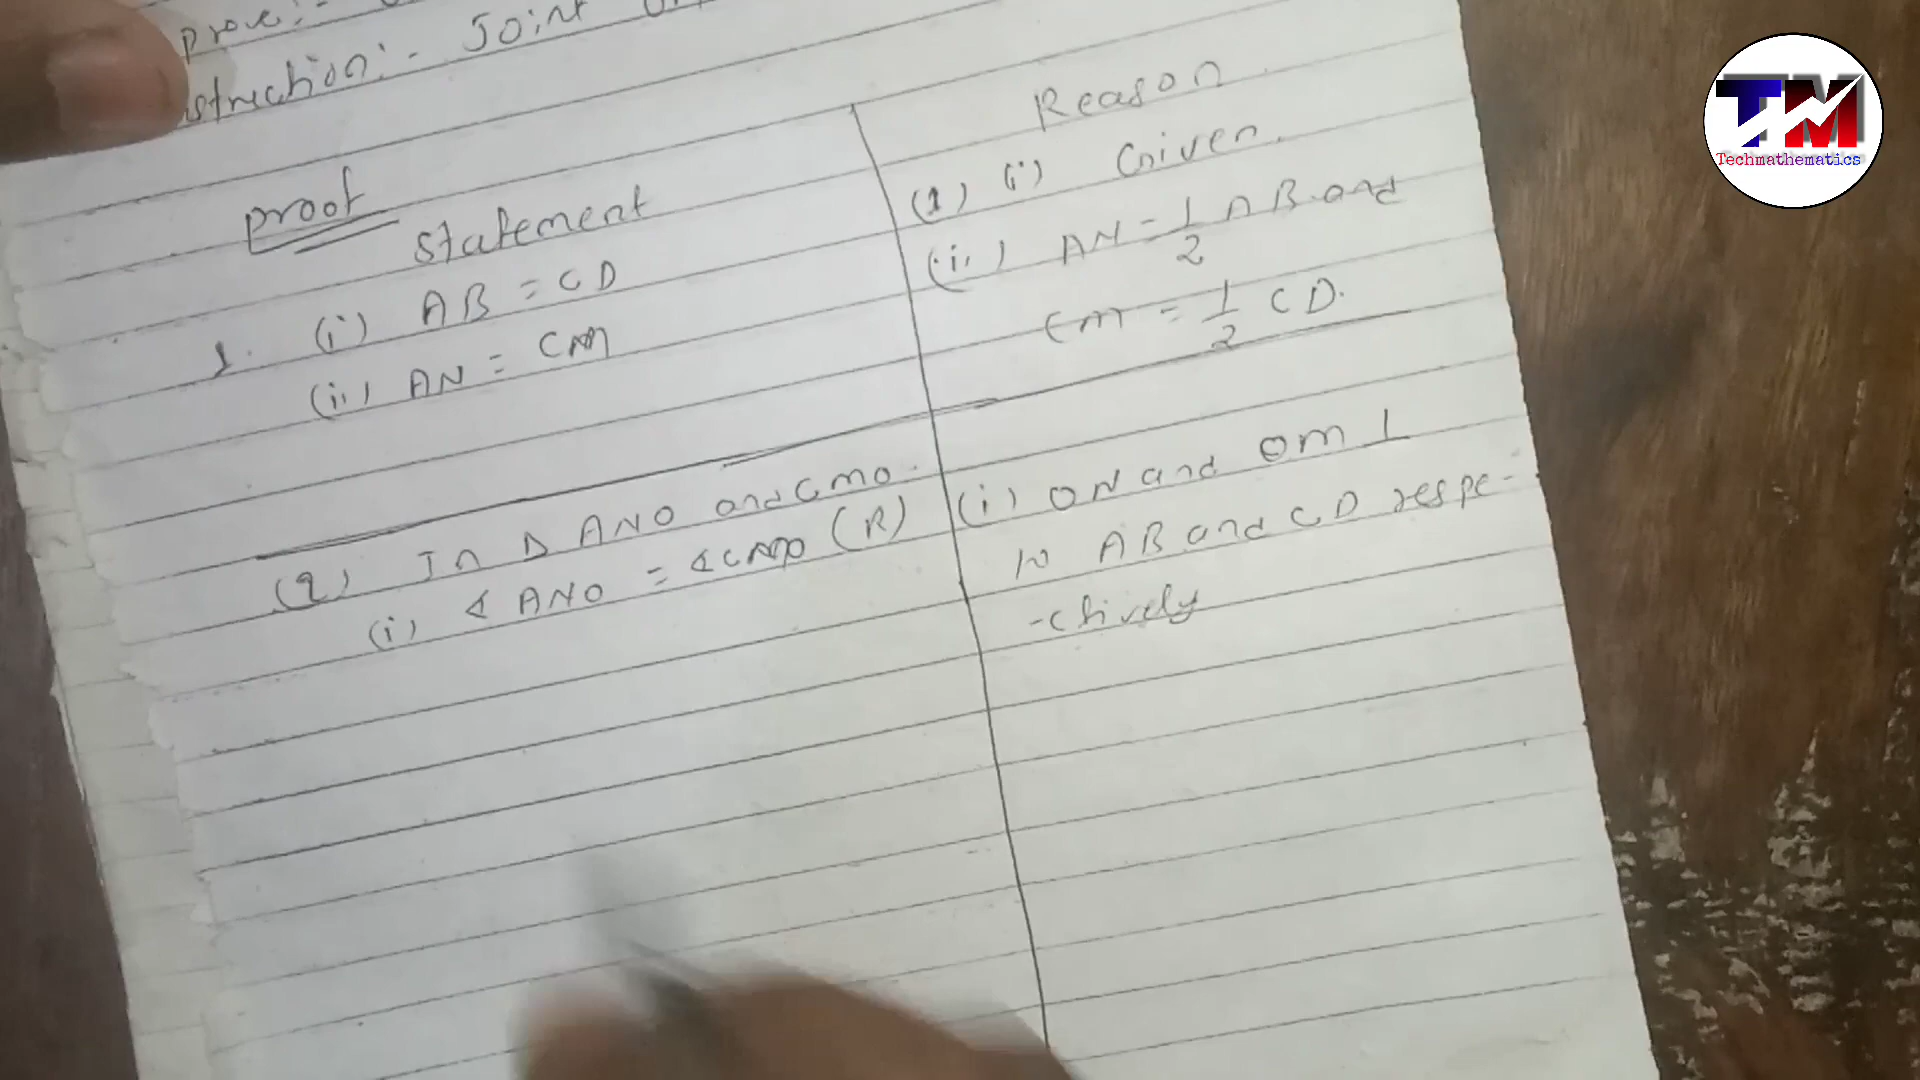 prove:-
struction:- Joint
Proof
Statement
Reason
1. (i) AB = CD
(1) (i) Given.
(ii) AN = CM
(ii) AN = 1/2 AB and
CM = 1/2 CD.
(2) In Δ ANO and CMO.
(i) ∢ ANO = ∢CMO (R)
(i) ON and OM ⊥
to AB and CD respe-
-ctively
TM
Techmathematics